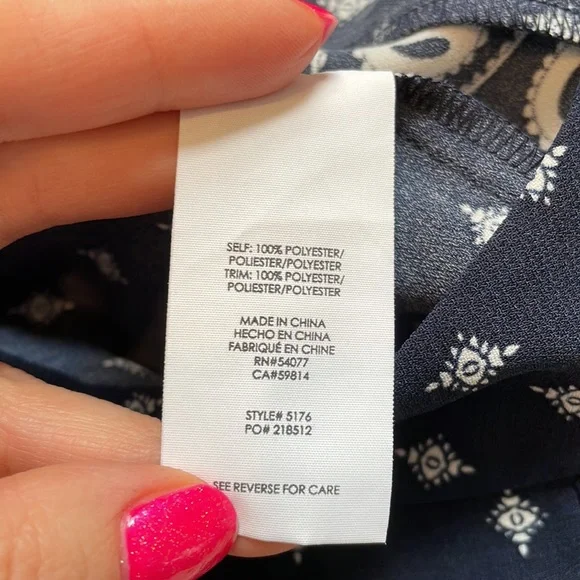 SELF: 100% POLYESTER/
POLIESTER/POLYESTER
TRIM: 100% POLYESTER/
POLIESTER/POLYESTER
MADE IN CHINA
HECHO EN CHINA
FABRIQUÉ EN CHINE
RN#54077
CA#59814
STYLE# 5176
PO# 218512
SEE REVERSE FOR CARE